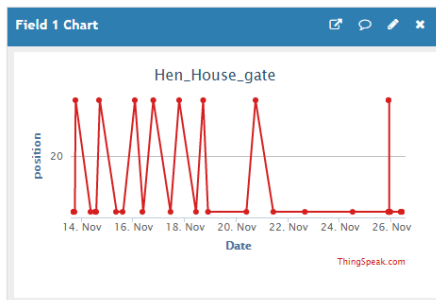 Field 1 Chart
Hen_House_gate
position
20
14. Nov 16. Nov 18. Nov 20. Nov 22. Nov 24. Nov 26. Nov
Date
ThingSpeak.com